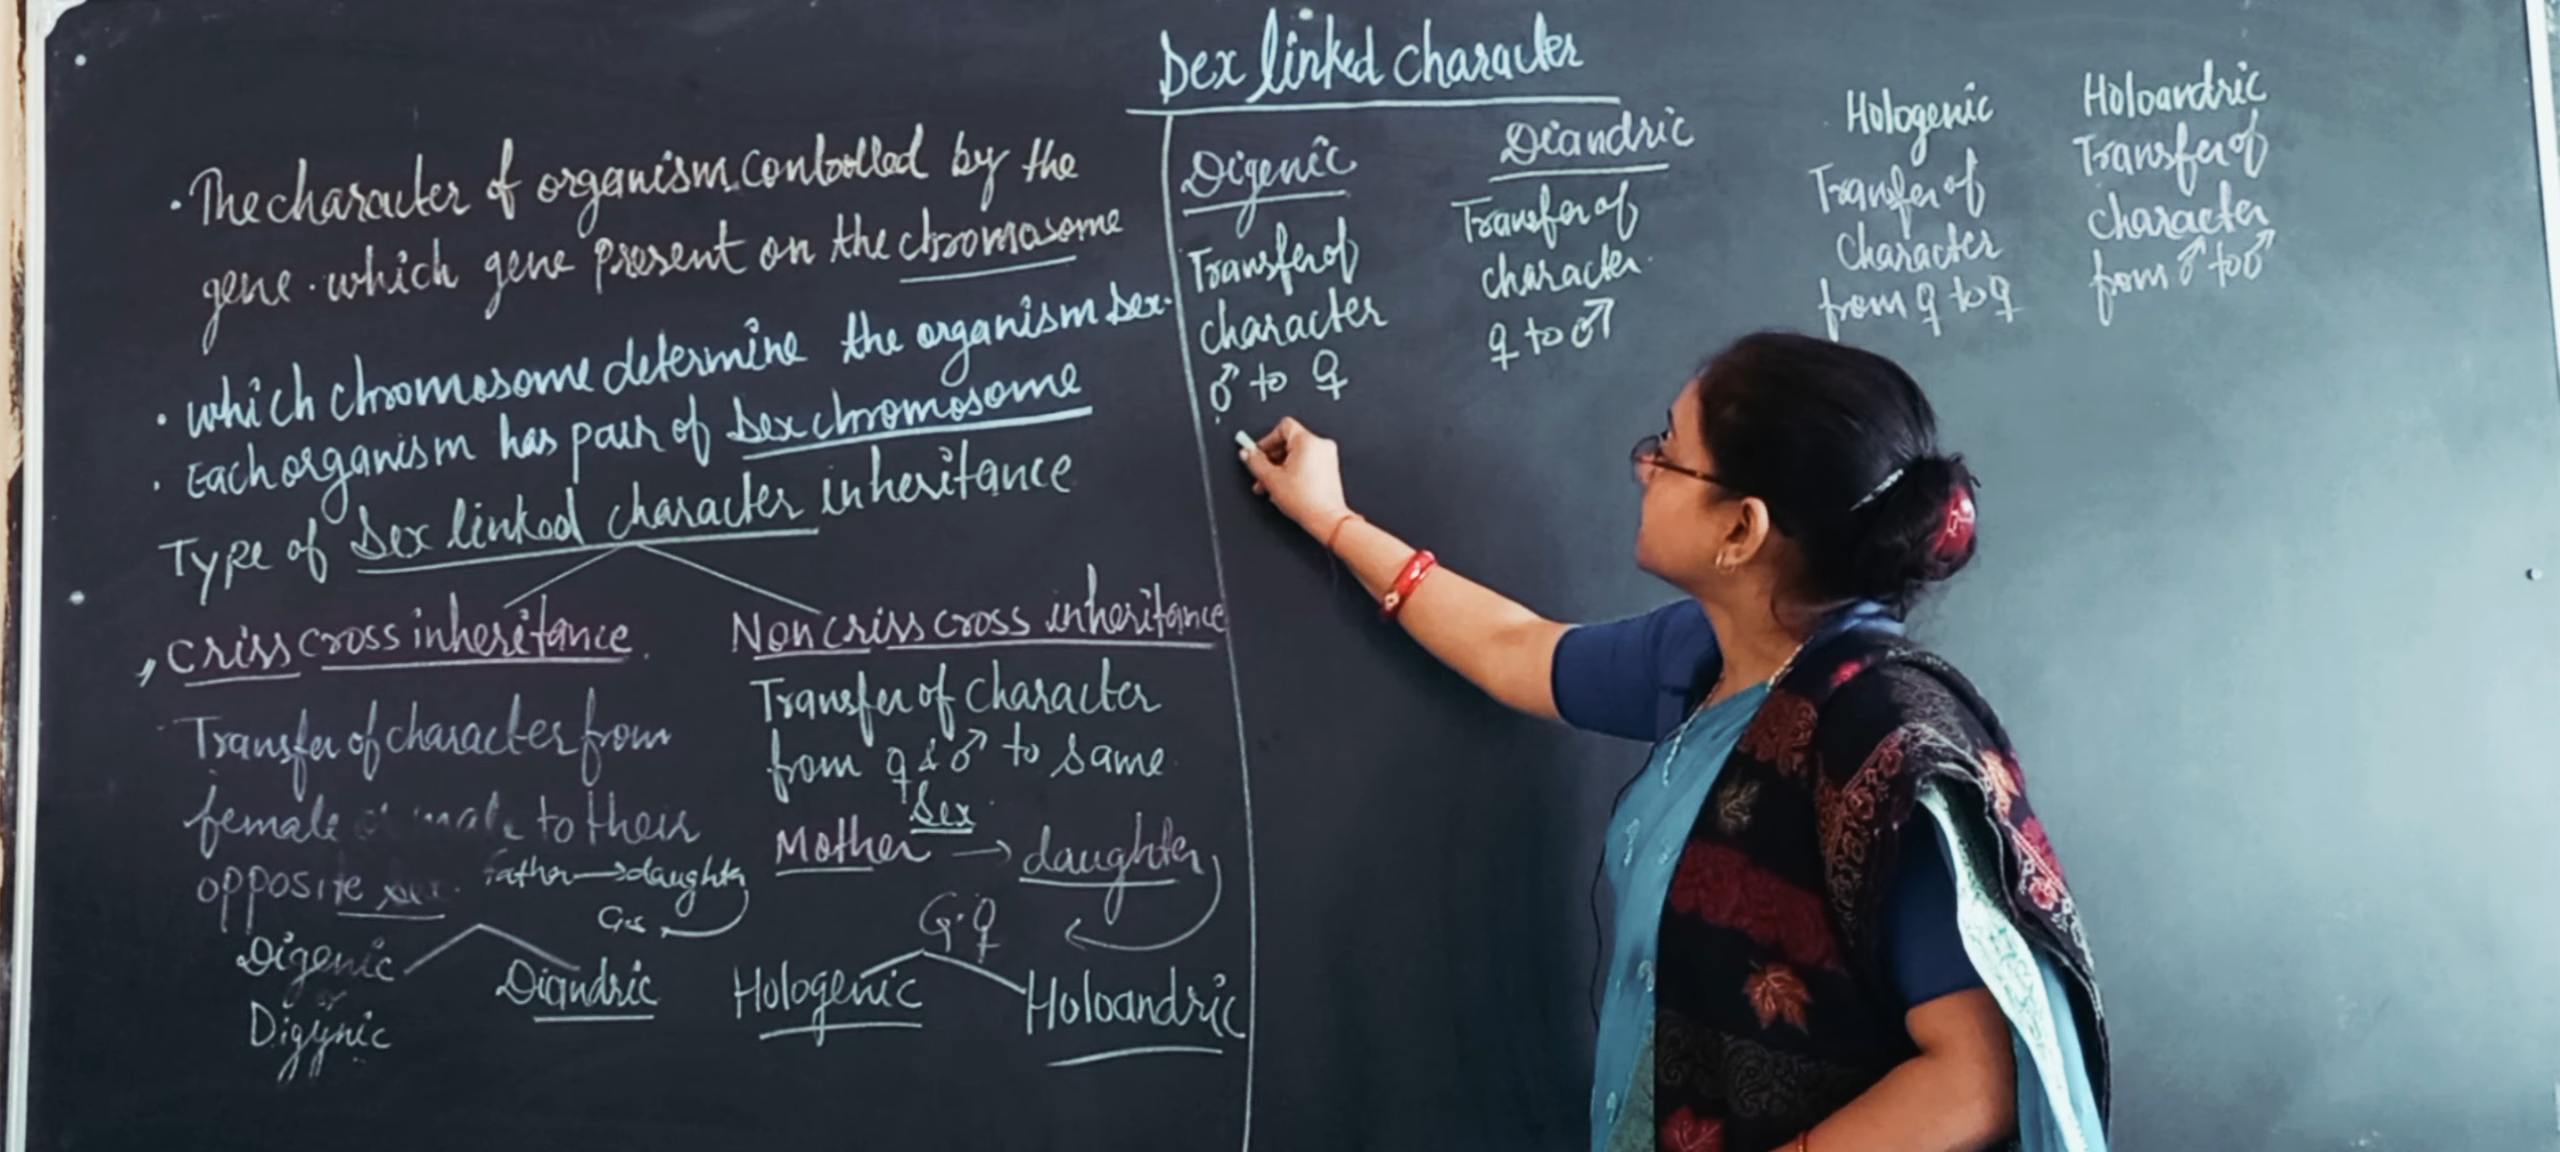 Sex linked character
. The character of organism controlled by the
gene. which gene present on the chromosome
. which chromosome determine the organism sex.
. Each organism has pair of sex chromosome
Type of sex linked character inheritance
criss cross inheritance.
Transfer of character from
female male to their
opposite sex. Father → daughter
G.s
Digenic
or
Digynic
Diandric
Non criss cross inheritance
Transfer of character
from ♀ & ♂ to same
sex
Mother → daughter
G.♀
Hologenic
Holoandric
Digenic
Transfer of
character
♂ to ♀
Diandric
Transfer of
character.
♀ to ♂
Hologenic
Transfer of
character
from ♀ to ♀
Holoandric
Transfer of
character
from ♂ to ♂